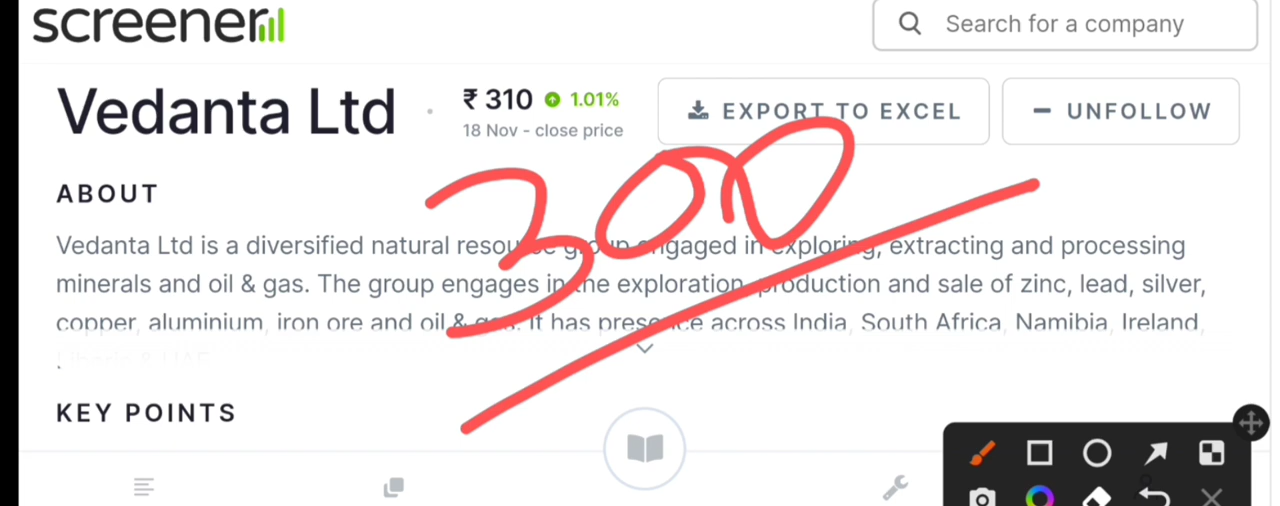 screener
Search for a company
Vedanta Ltd
₹ 310 1.01%
18 Nov - close price
EXPORT TO EXCEL
UNFOLLOW
300
ABOUT
Vedanta Ltd is a diversified natural resource group engaged in exploring, extracting and processing
minerals and oil & gas. The group engages in the exploration, production and sale of zinc, lead, silver,
copper, aluminium, iron ore and oil & gas. It has presence across India, South Africa, Namibia, Ireland,
Liberia & UAE
.
KEY POINTS